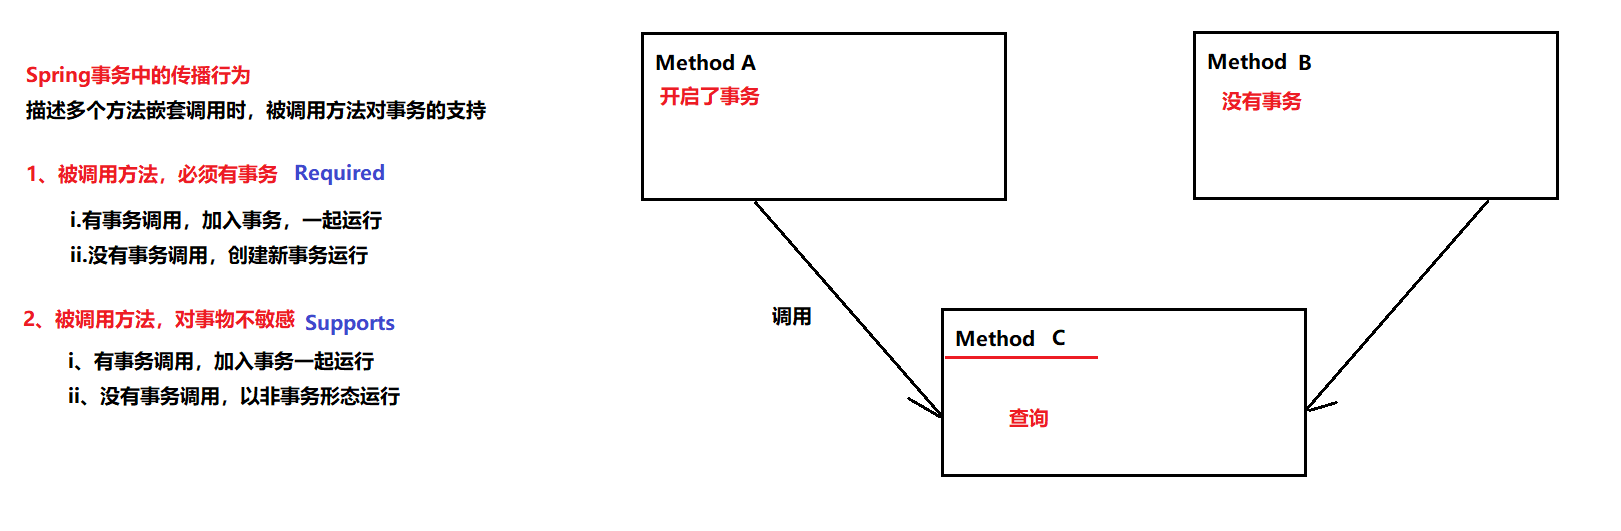 Spring事务中的传播行为
描述多个方法嵌套调用时，被调用方法对事务的支持
1、被调用方法，必须有事务 Required
i.有事务调用，加入事务，一起运行
ii.没有事务调用，创建新事务运行
2、被调用方法，对事物不敏感 Supports
i、有事务调用，加入事务一起运行
ii、没有事务调用，以非事务形态运行
Method A
开启了事务
Method B
没有事务
调用
Method C
查询